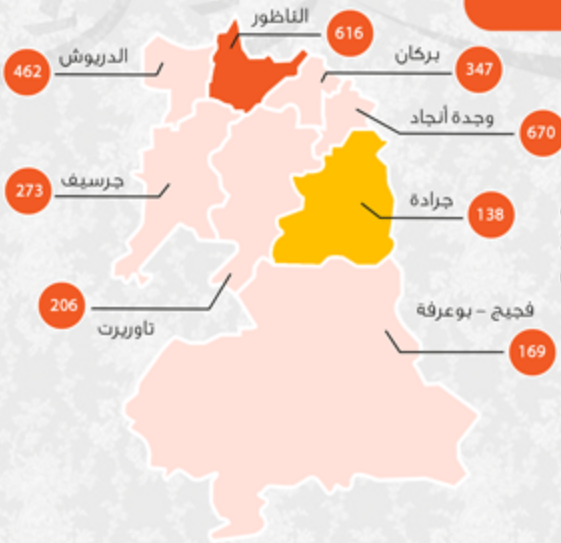 الناظور
616
بركان
347
الدريوش
462
وجدة أنجاد
670
جرسيف
273
جرادة
138
تاوريرت
206
فجيج - بوعرفة
169